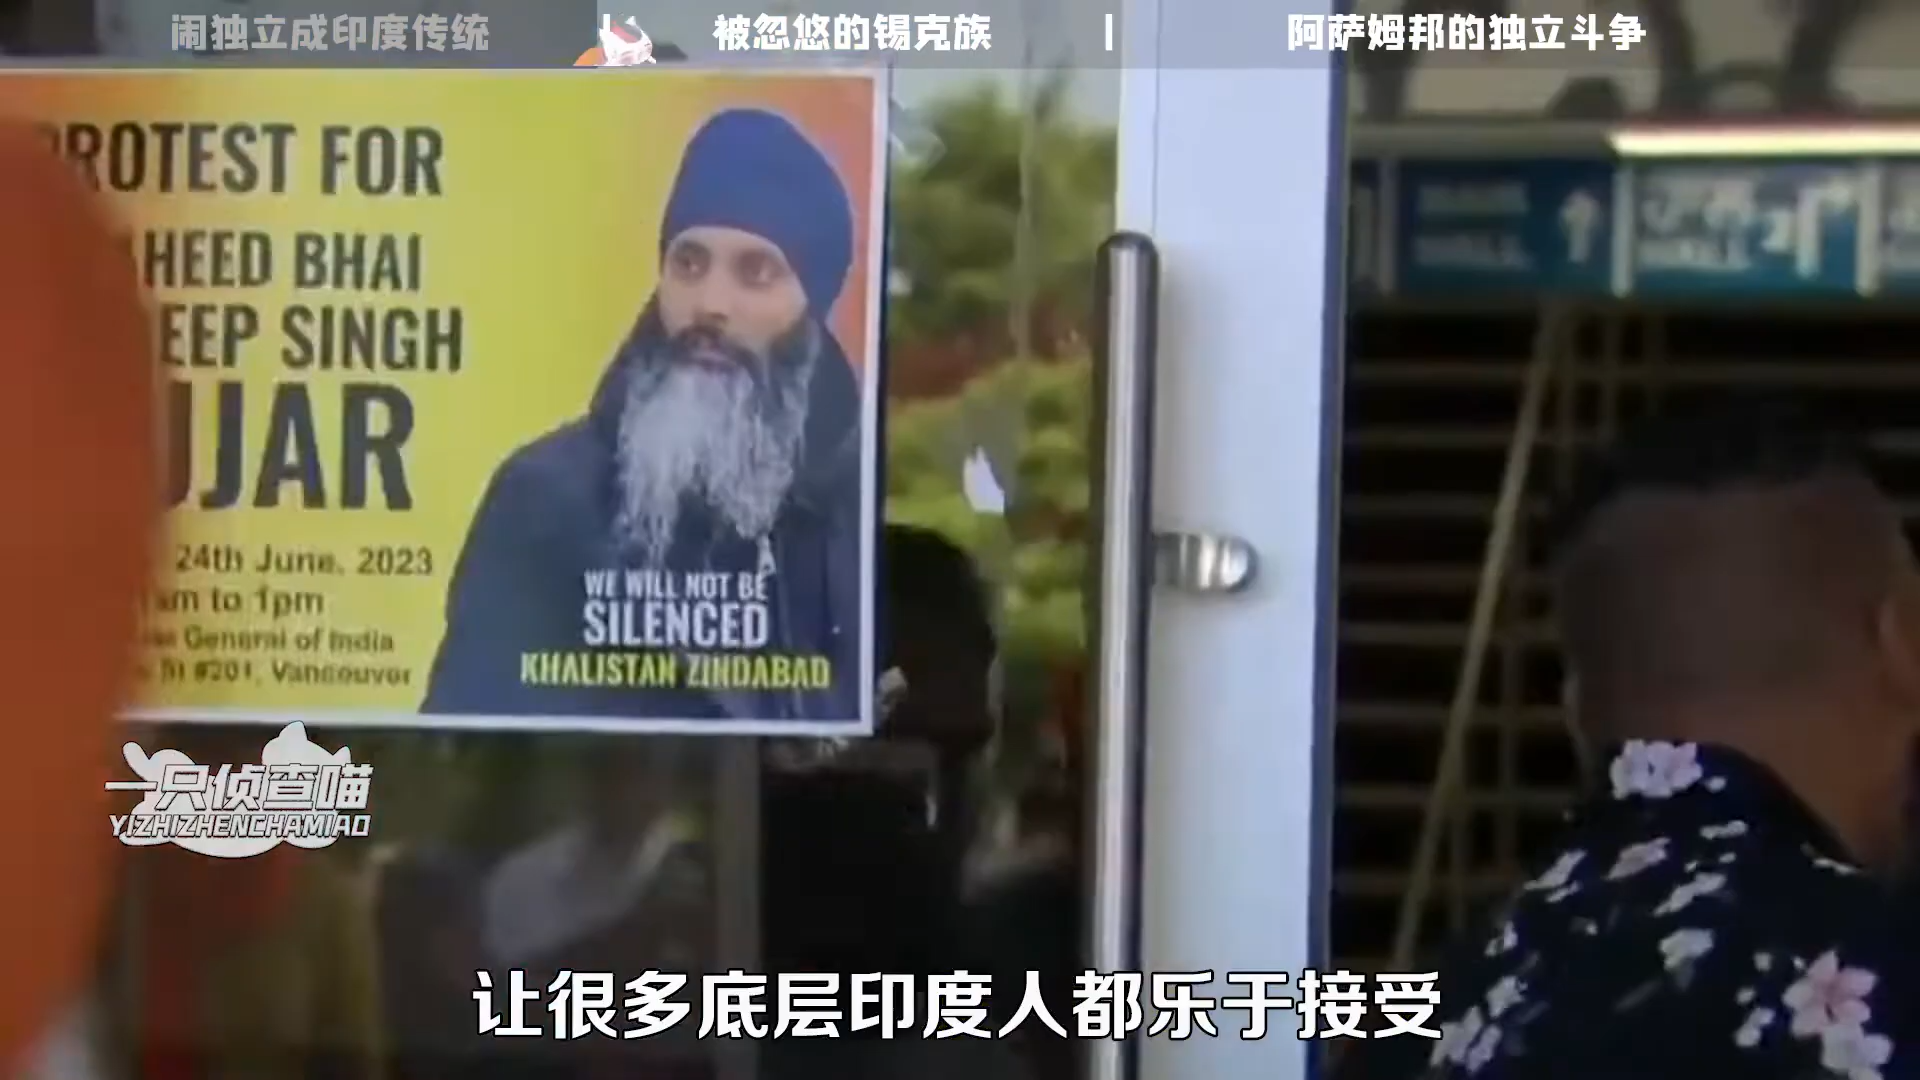 闹独立成印度传统
被忽悠的锡克族
阿萨姆邦的独立斗争
PROTEST FOR
HEED BHAI
EEP SINGH
JJAR
24th June, 2023
am to 1pm
General of India
#201, Vancouver
WE WILL NOT BE
SILENCED
KHALISTAN ZINDABAD
一只侦查喵
YIZHIZHENCHAMIAO
让很多底层印度人都乐于接受